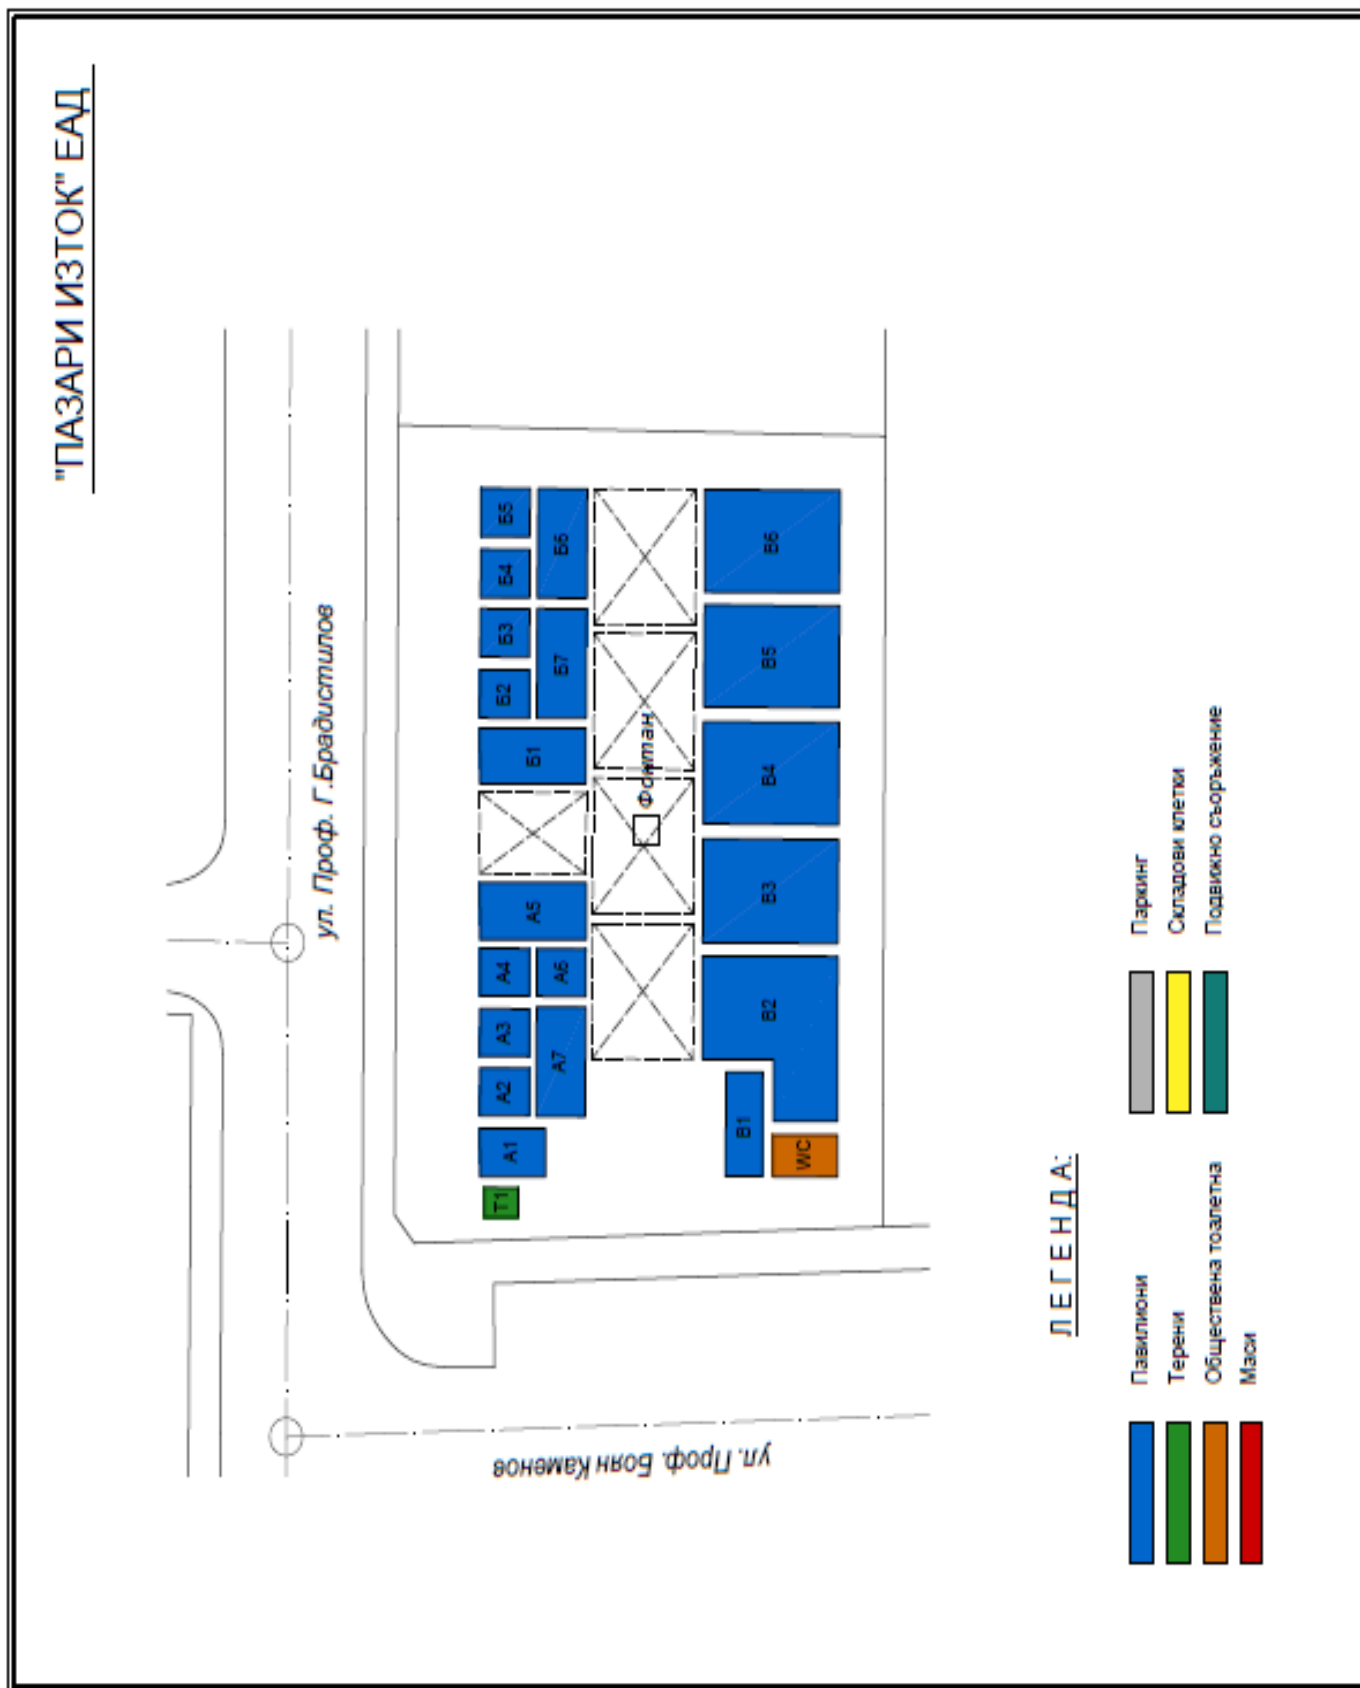 "ПАЗАРИ ИЗТОК" ЕАД
ул. Проф. Г.Брадистилов
Т1
А1
А2
А3
А4
А5
А6
А7
Б1
Б2
Б3
Б4
Б5
Б6
Б7
Фонтан
В1
В2
В3
В4
В5
В6
WC
ул. Проф. Боян Каменов
ЛЕГЕНДА:
Павилиони
Терени
Обществена тоалетна
Маси
Паркинг
Складови клетки
Подвижно съоръжение